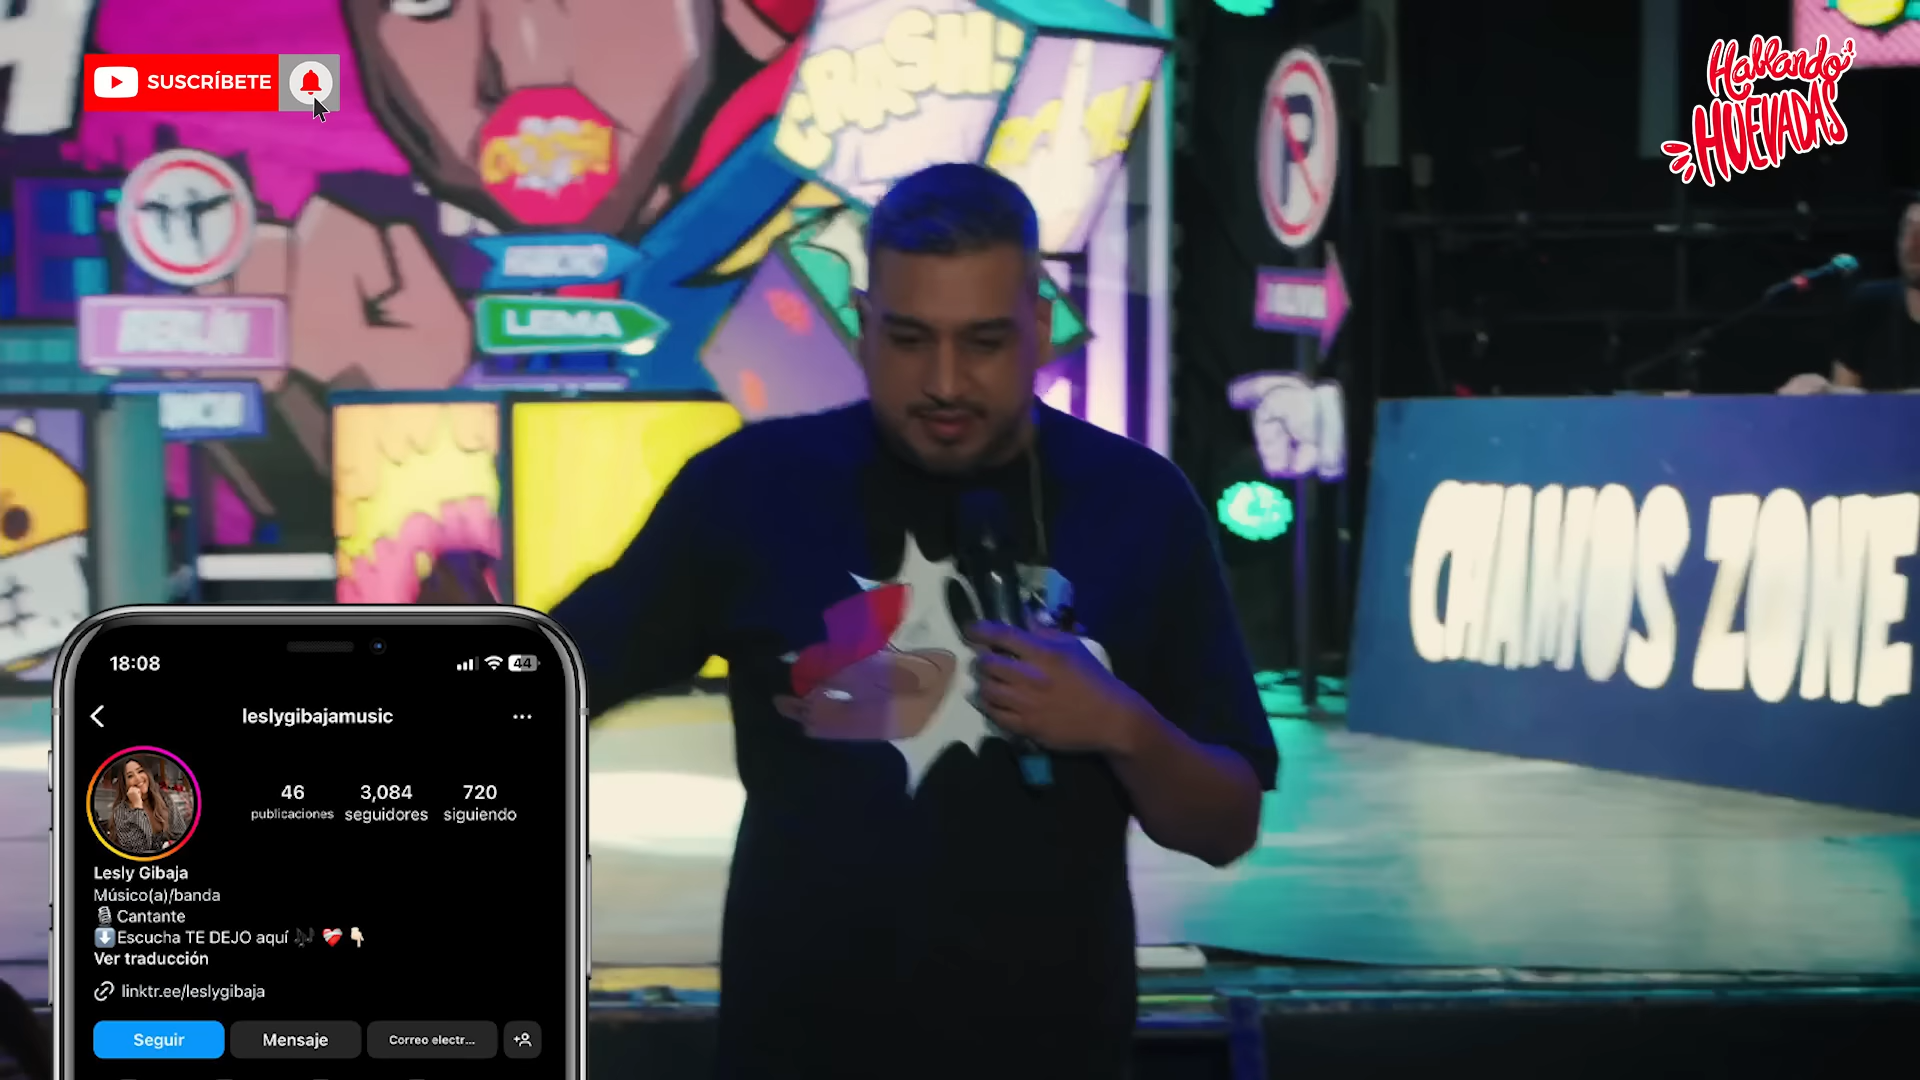 SUSCRÍBETE
Hablando
HUEVADAS
CRASH!
P
LEMA
CHAMOS ZONE
18:08
44
leslygibajamusic
46
3,084
720
publicaciones
seguidores
siguiendo
Lesly Gibaja
Músico(a)/banda
Cantante
Escucha TE DEJO aquí
Ver traducción
linktr.ee/leslygibaja
Seguir
Mensaje
Correo electr...